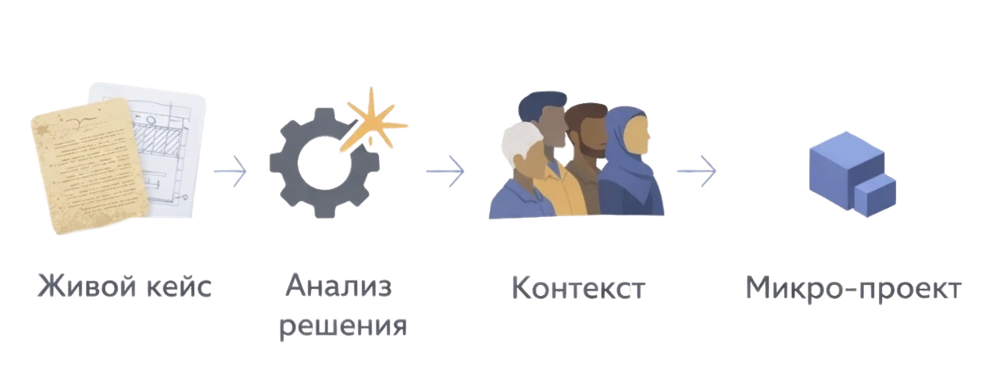 Живой кейс
Анализ
решения
Контекст
Микро-проект